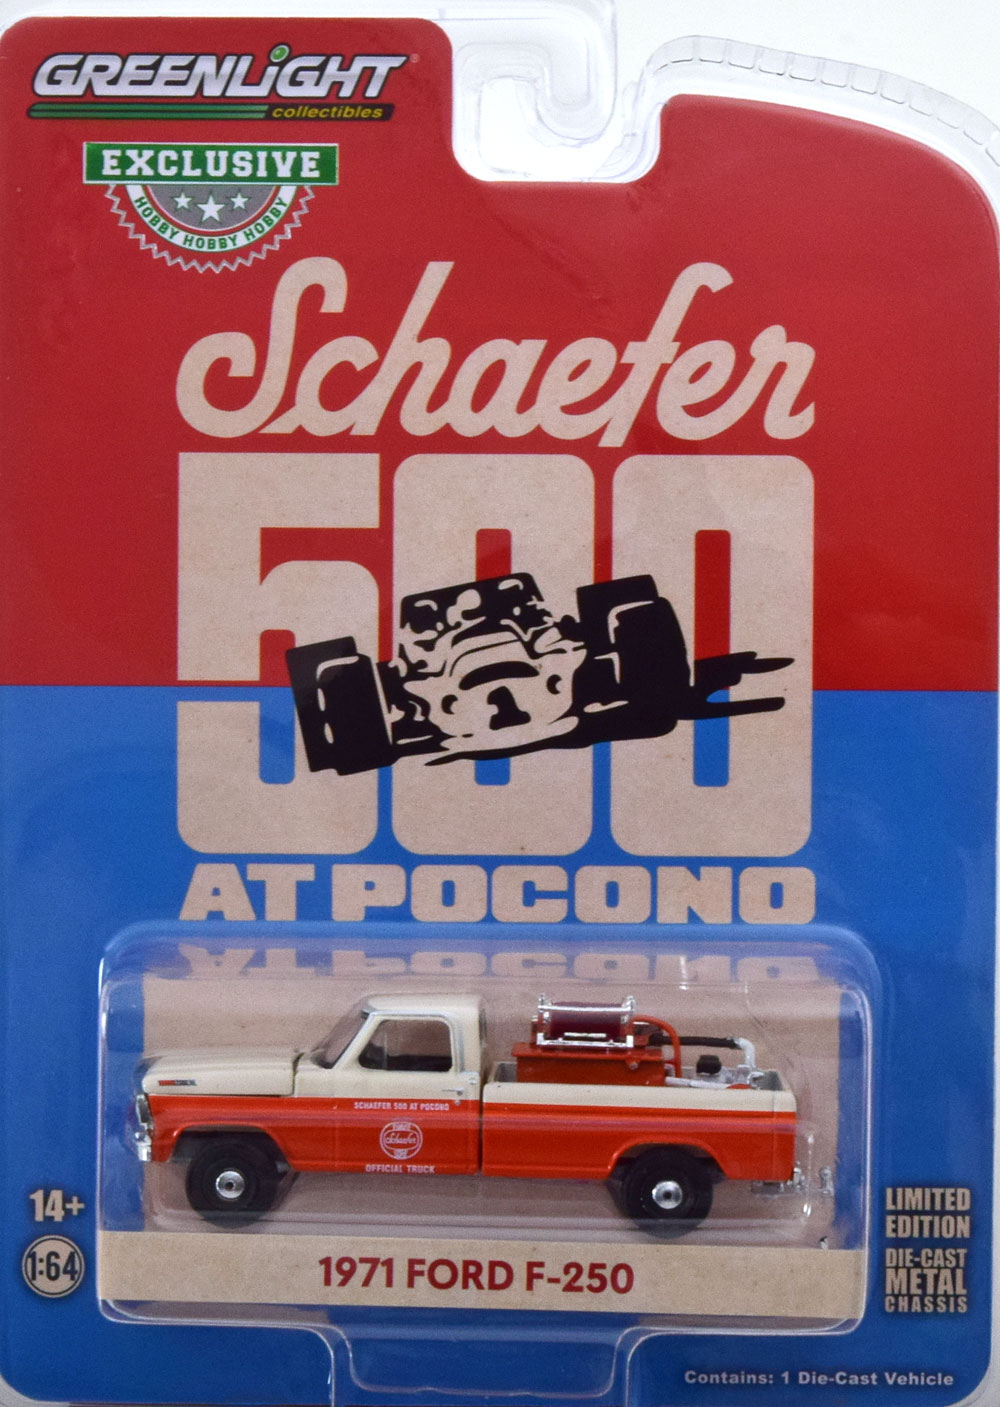 GREENLiGHT®
collectibles
EXCLUSIVE
HOBBY HOBBY HOBBY
Schaefer
500
1
AT POCONO
SCHAEFER 500 AT POCONO
Schaefer
OFFICIAL TRUCK
14+
1:64
LIMITED
EDITION
DIE-CAST
METAL
CHASSIS
1971 FORD F-250
Contains: 1 Die-Cast Vehicle